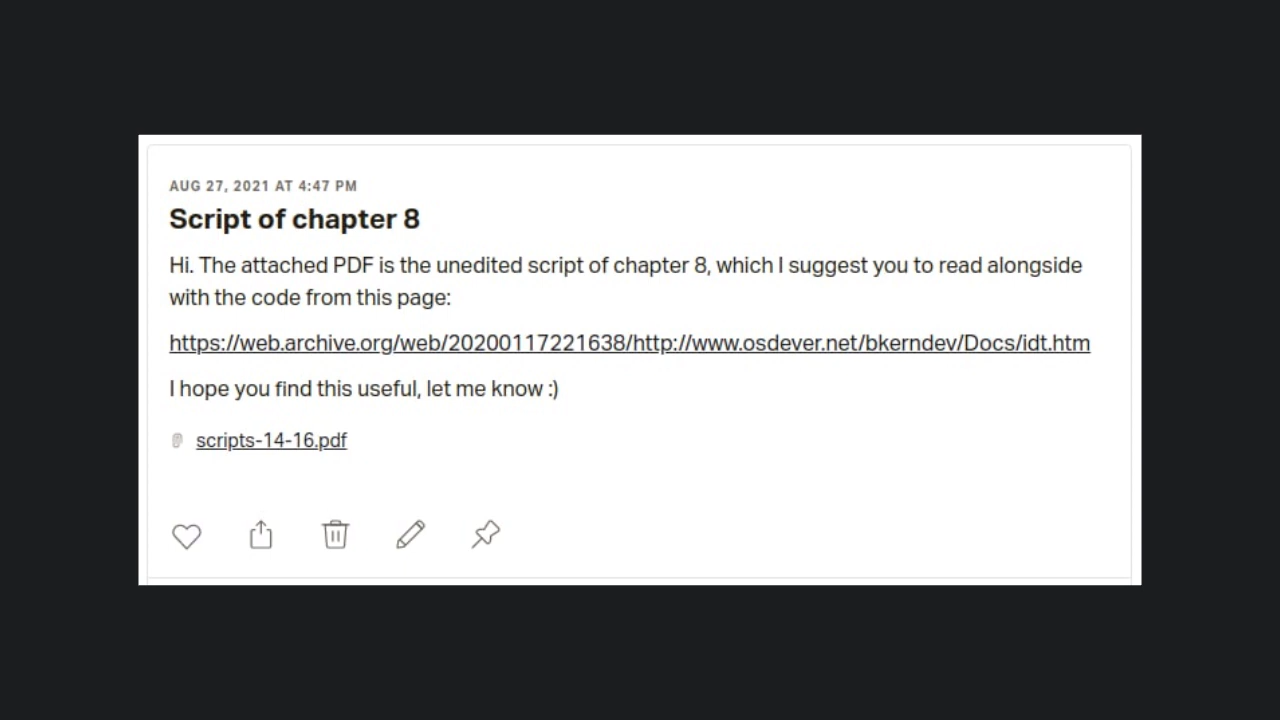 AUG 27, 2021 AT 4:47 PM
Script of chapter 8
Hi. The attached PDF is the unedited script of chapter 8, which I suggest you to read alongside
with the code from this page:
https://web.archive.org/web/20200117221638/http://www.osdever.net/bkerndev/Docs/idt.htm
I hope you find this useful, let me know :)
scripts-14-16.pdf